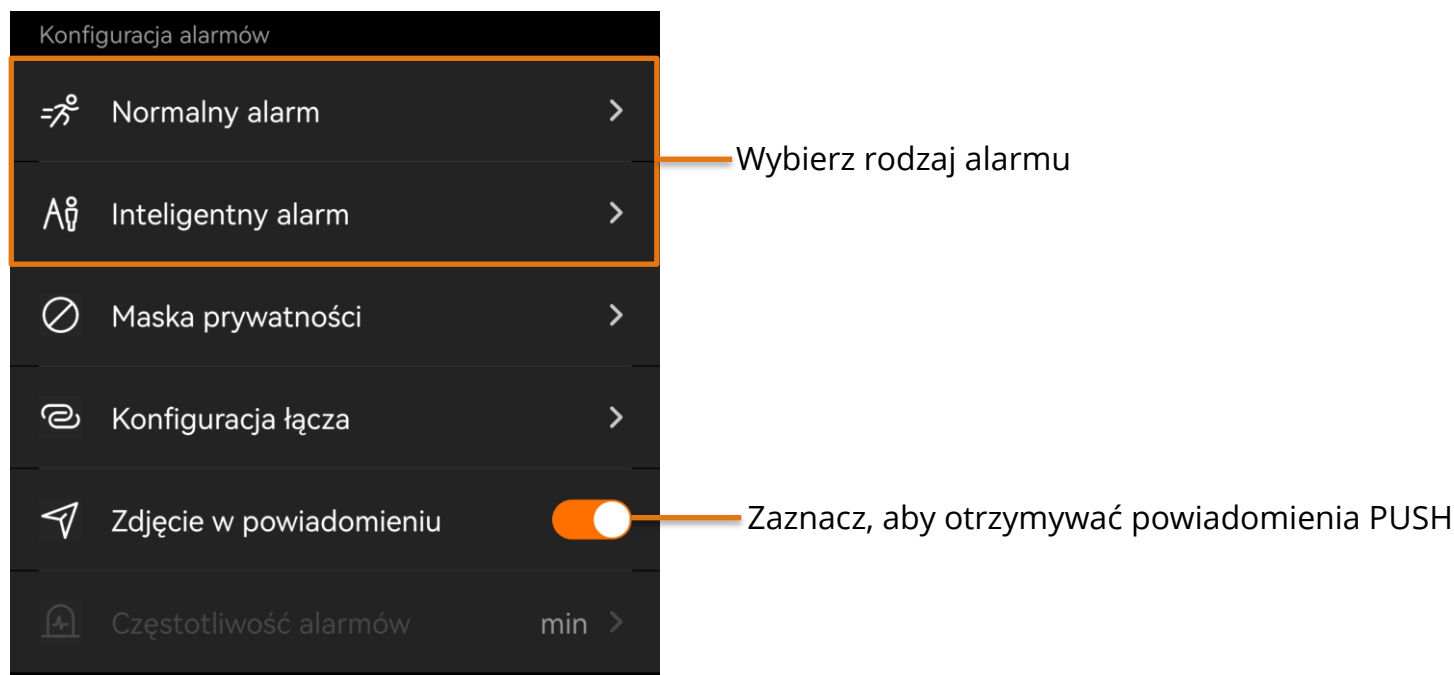 Konfiguracja alarmów
Normalny alarm
Wybierz rodzaj alarmu
Inteligentny alarm
Maska prywatności
Konfiguracja łącza
Zdjęcie w powiadomieniu
Zaznacz, aby otrzymywać powiadomienia PUSH
Częstotliwość alarmów min